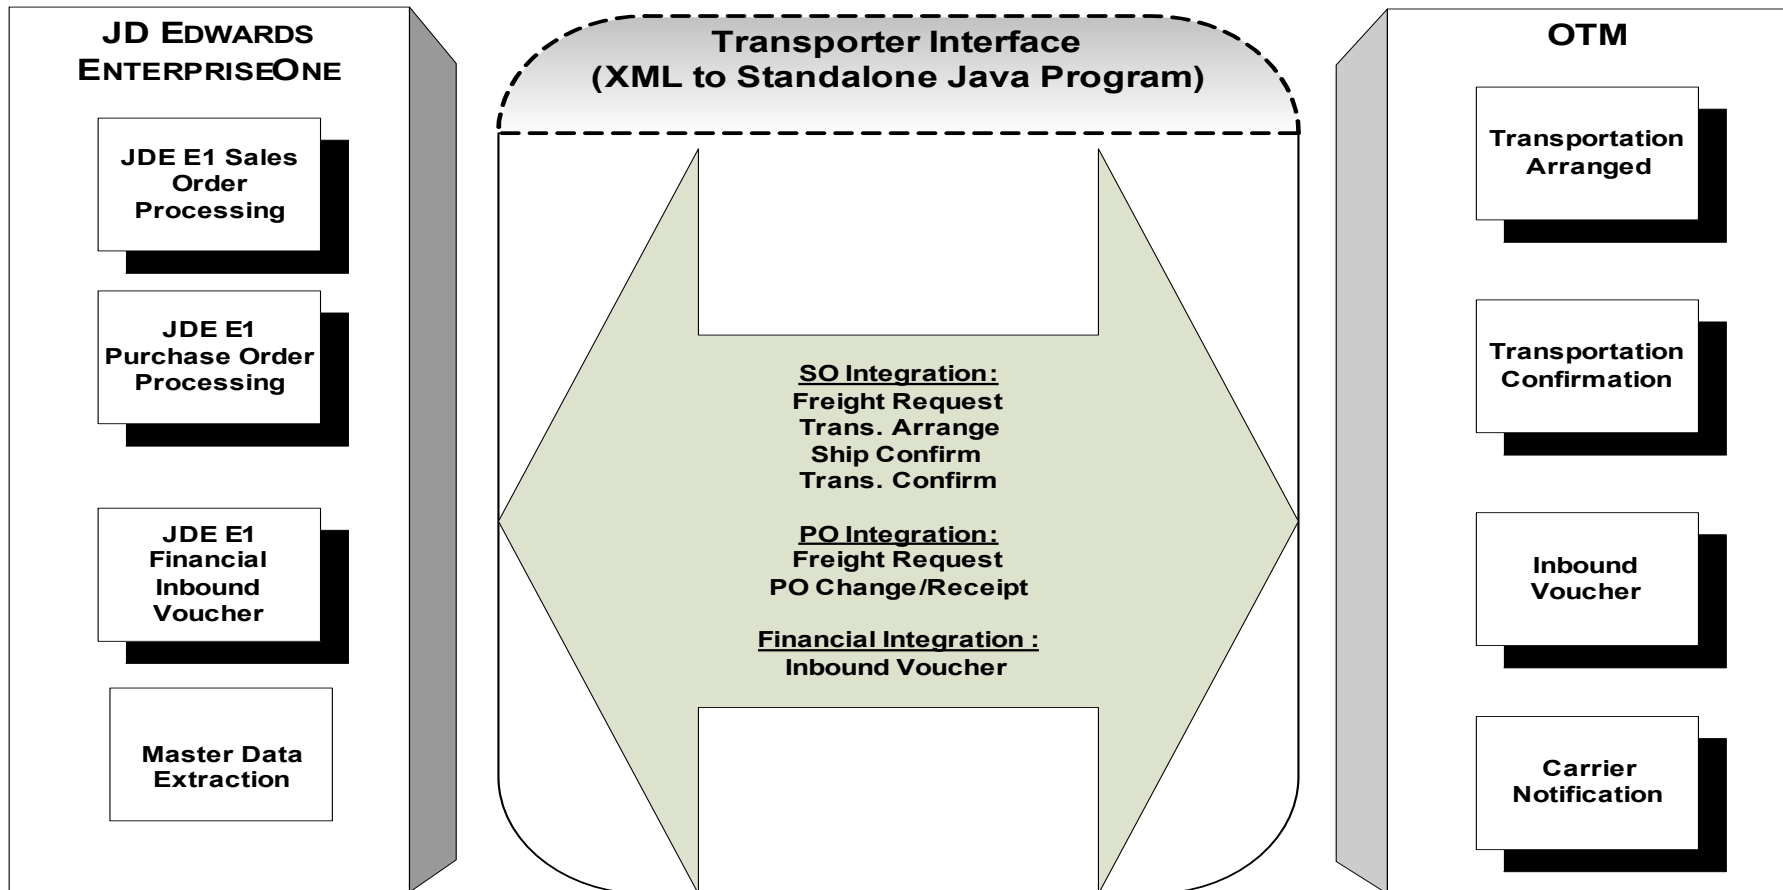 JD EDWARDS
ENTERPRISEONE
JDE E1 Sales
Order
Processing
JDE E1
Purchase Order
Processing
JDE E1
Financial
Inbound
Voucher
Master Data
Extraction
Transporter Interface
(XML to Standalone Java Program)
SO Integration:
Freight Request
Trans. Arrange
Ship Confirm
Trans. Confirm
PO Integration:
Freight Request
PO Change/Receipt
Financial Integration :
Inbound Voucher
OTM
Transportation
Arranged
Transportation
Confirmation
Inbound
Voucher
Carrier
Notification